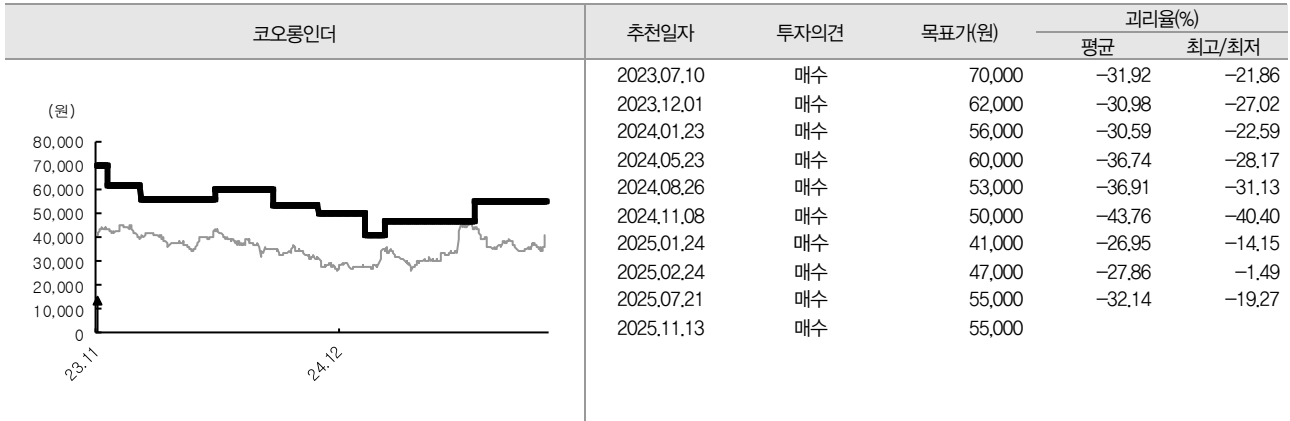 코오롱인더
추천일자 투자의견 목표가(원) 괴리율(%)
평균 최고/최저
(원)
80,000
70,000
60,000
50,000
40,000
30,000
20,000
10,000
0
23.11 24.12
2023.07.10 매수 70,000 -31.92 -21.86
2023.12.01 매수 62,000 -30.98 -27.02
2024.01.23 매수 56,000 -30.59 -22.59
2024.05.23 매수 60,000 -36.74 -28.17
2024.08.26 매수 53,000 -36.91 -31.13
2024.11.08 매수 50,000 -43.76 -40.40
2025.01.24 매수 41,000 -26.95 -14.15
2025.02.24 매수 47,000 -27.86 -1.49
2025.07.21 매수 55,000 -32.14 -19.27
2025.11.13 매수 55,000